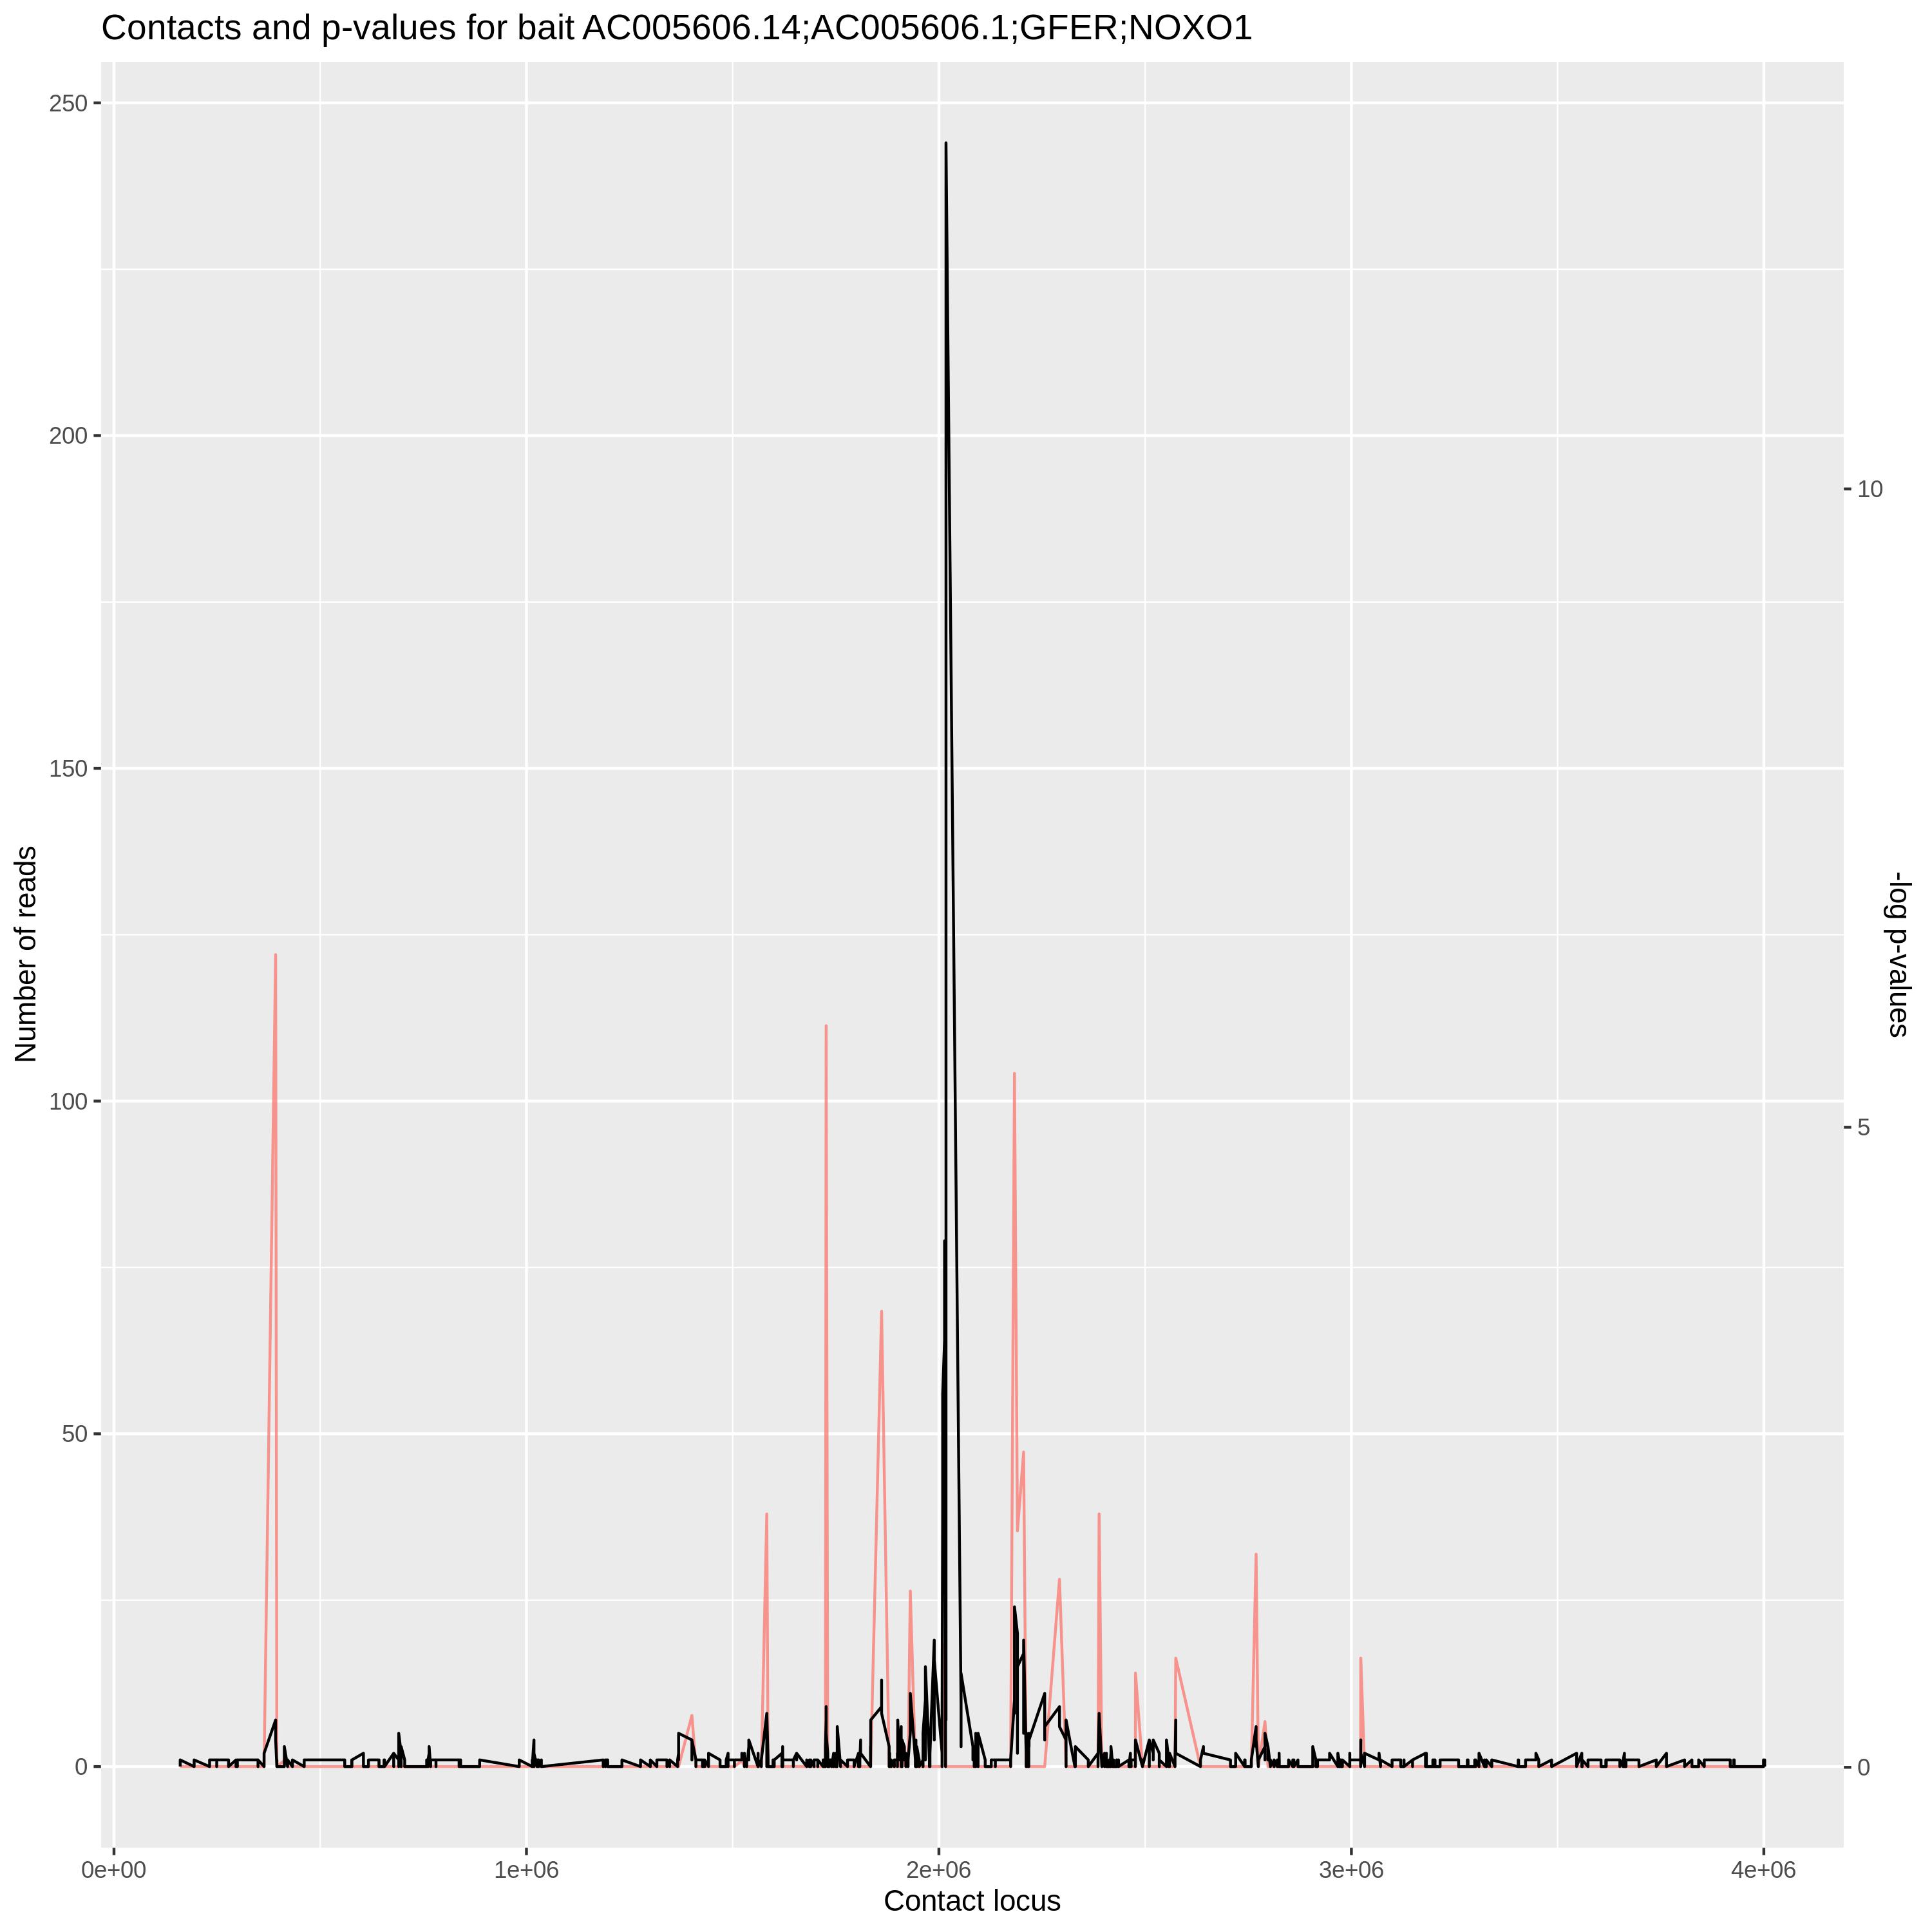 Contacts and p-values for bait AC005606.14;AC005606.1;GFER;NOXO1
250
200
150
100
50
0
Number of reads
10
5
0
-log p-values
0e+00 1e+06 2e+06 3e+06 4e+06
Contact locus